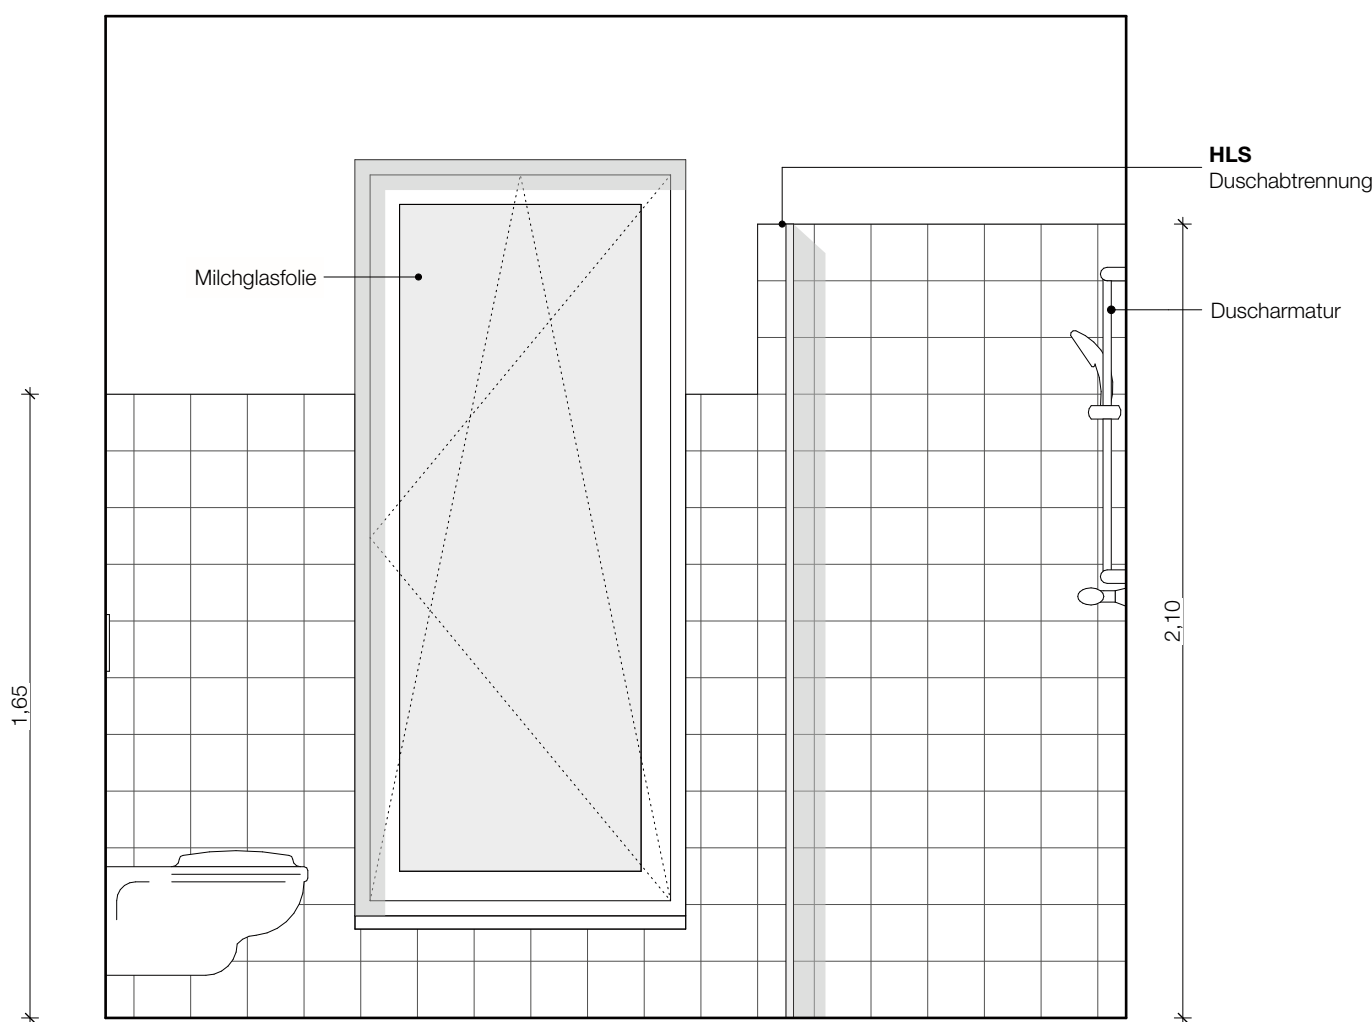 HLS
Duschabtrennung
Milchglasfolie
Duscharmatur
1,65
2,10